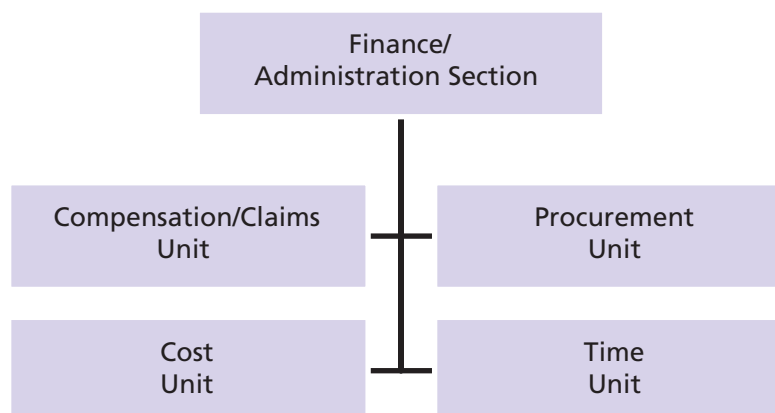 Finance/
Administration Section
Compensation/Claims
Unit
Procurement
Unit
Cost
Unit
Time
Unit